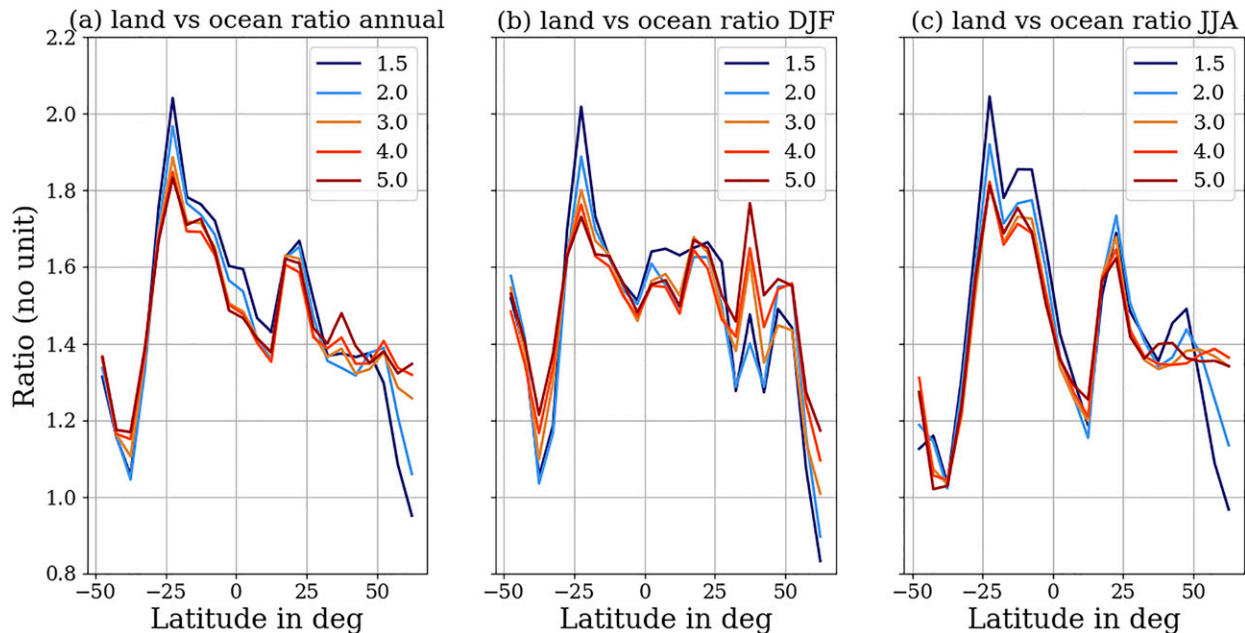 (a) land vs ocean ratio annual
(b) land vs ocean ratio DJF
(c) land vs ocean ratio JJA
Ratio (no unit)
2.2
2.0
1.8
1.6
1.4
1.2
1.0
0.8
1.5
2.0
3.0
4.0
5.0
1.5
2.0
3.0
4.0
5.0
1.5
2.0
3.0
4.0
5.0
−50 −25 0 25 50
−50 −25 0 25 50
−50 −25 0 25 50
Latitude in deg
Latitude in deg
Latitude in deg